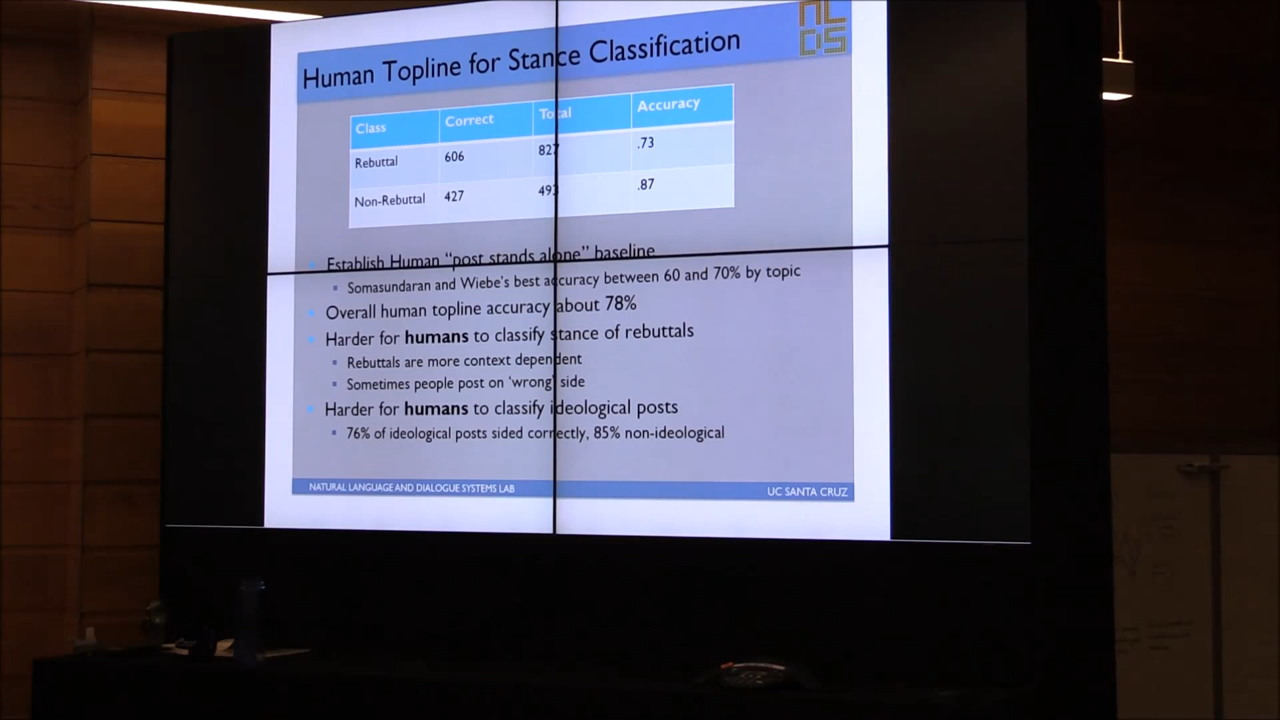 Human Topline for Stance Classification
NLDS
Class Correct Total Accuracy
Rebuttal 606 827 .73
Non-Rebuttal 427 493 .87
Establish Human “post stands alone” baseline
Somasundaran and Wiebe's best accuracy between 60 and 70% by topic
Overall human topline accuracy about 78%
Harder for humans to classify stance of rebuttals
Rebuttals are more context dependent
Sometimes people post on ‘wrong’ side
Harder for humans to classify ideological posts
76% of ideological posts sided correctly, 85% non-ideological
NATURAL LANGUAGE AND DIALOGUE SYSTEMS LAB UC SANTA CRUZ